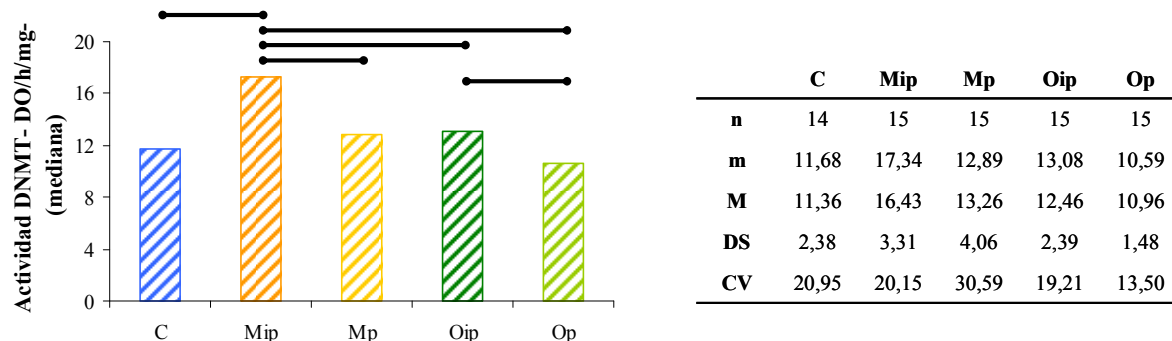 Actividad DNMT- DO/h/mg-
(mediana)
20
16
12
8
4
0
C Mip Mp Oip Op
C Mip Mp Oip Op
n 14 15 15 15 15
m 11,68 17,34 12,89 13,08 10,59
M 11,36 16,43 13,26 12,46 10,96
DS 2,38 3,31 4,06 2,39 1,48
CV 20,95 20,15 30,59 19,21 13,50